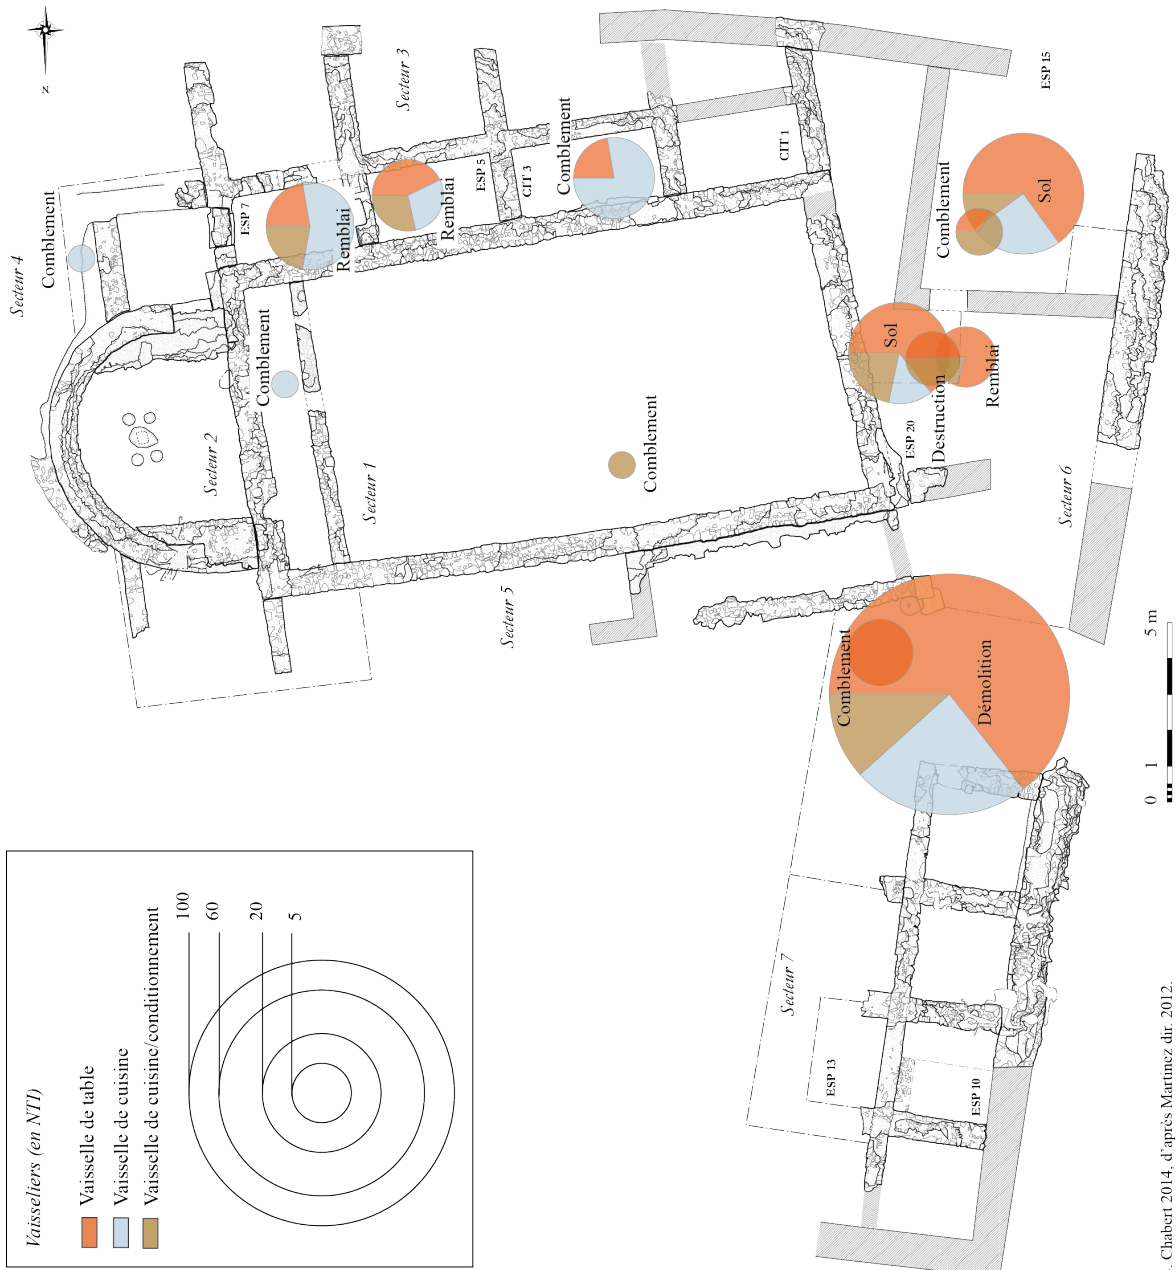 Vaisseliers (en NTI)
Vaisselle de table
Vaisselle de cuisine
Vaisselle de cuisine/conditionnement
100
60
20
5
N
Secteur 4
Comblement
Secteur 3
ESP 7
Remblai
Remblai
ESP 5
CIT 3
Comblement
CIT 1
ESP 15
Comblement
Sol
Secteur 2
Comblement
Secteur 1
Comblement
Sol
Destruction
Remblai
ESP 20
Secteur 6
Secteur 5
Comblement
Démolition
Secteur 7
ESP 13
ESP 10
0 1 5 m
Chabert 2014, d'après Martinez dir. 2012.